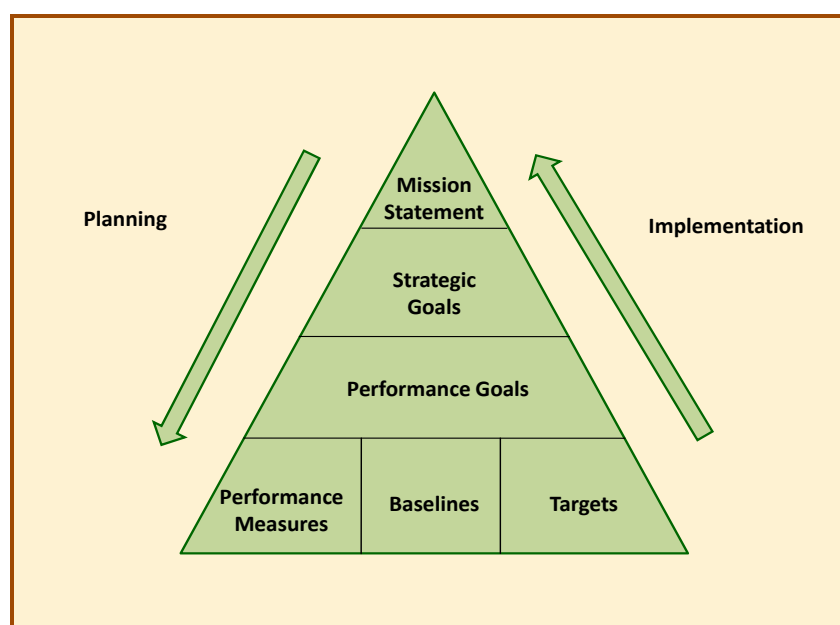 Mission
Statement
Planning
Implementation
Strategic
Goals
Performance Goals
Performance
Measures
Baselines
Targets